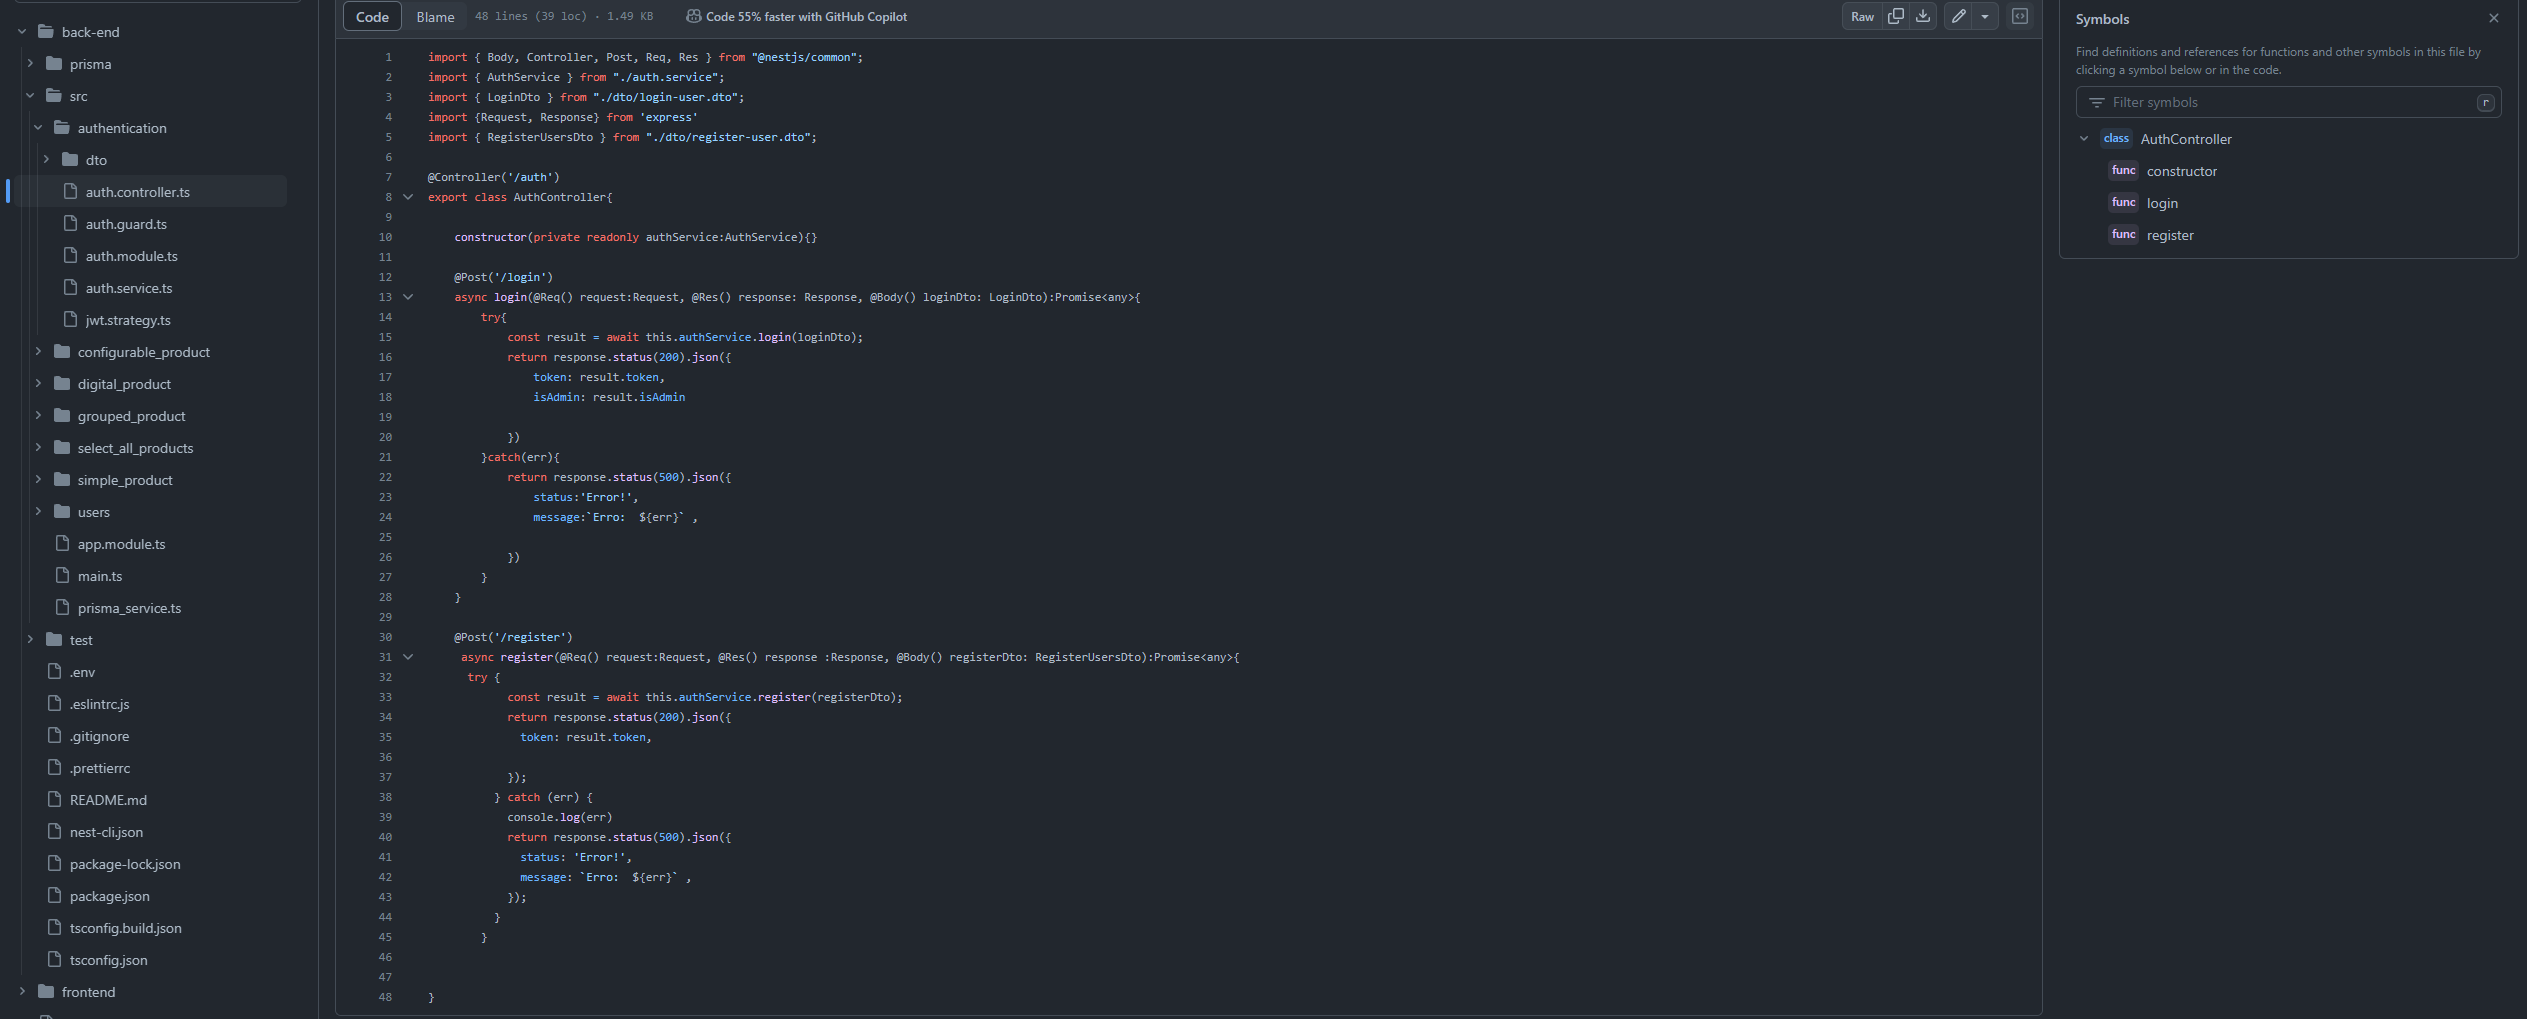 back-end
prisma
src
authentication
dto
auth.controller.ts
auth.guard.ts
auth.module.ts
auth.service.ts
jwt.strategy.ts
configurable_product
digital_product
grouped_product
select_all_products
simple_product
users
app.module.ts
main.ts
prisma_service.ts
test
.env
.eslintrc.js
.gitignore
.prettierrc
README.md
nest-cli.json
package-lock.json
package.json
tsconfig.build.json
tsconfig.json
frontend
Code Blame 48 lines (39 loc) · 1.49 KB Code 55% faster with GitHub Copilot Raw
1 import { Body, Controller, Post, Req, Res } from "@nestjs/common";
2 import { AuthService } from "./auth.service";
3 import { LoginDto } from "./dto/login-user.dto";
4 import {Request, Response} from 'express'
5 import { RegisterUsersDto } from "./dto/register-user.dto";
6
7 @Controller('/auth')
8 export class AuthController{
9
10     constructor(private readonly authService:AuthService){}
11
12     @Post('/login')
13     async login(@Req() request:Request, @Res() response: Response, @Body() loginDto: LoginDto):Promise<any>{
14         try{
15             const result = await this.authService.login(loginDto);
16             return response.status(200).json({
17                 token: result.token,
18                 isAdmin: result.isAdmin
19
20             })
21         }catch(err){
22             return response.status(500).json({
23                 status:'Error!',
24                 message:`Erro:  ${err}` ,
25
26             })
27         }
28     }
29
30     @Post('/register')
31      async register(@Req() request:Request, @Res() response :Response, @Body() registerDto: RegisterUsersDto):Promise<any>{
32       try {
33             const result = await this.authService.register(registerDto);
34             return response.status(200).json({
35               token: result.token,
36
37             });
38           } catch (err) {
39             console.log(err)
40             return response.status(500).json({
41               status: 'Error!',
42               message: `Erro:  ${err}` ,
43             });
44           }
45         }
46
47
48 }
Symbols
Find definitions and references for functions and other symbols in this file by
clicking a symbol below or in the code.
Filter symbols r
class AuthController
func constructor
func login
func register